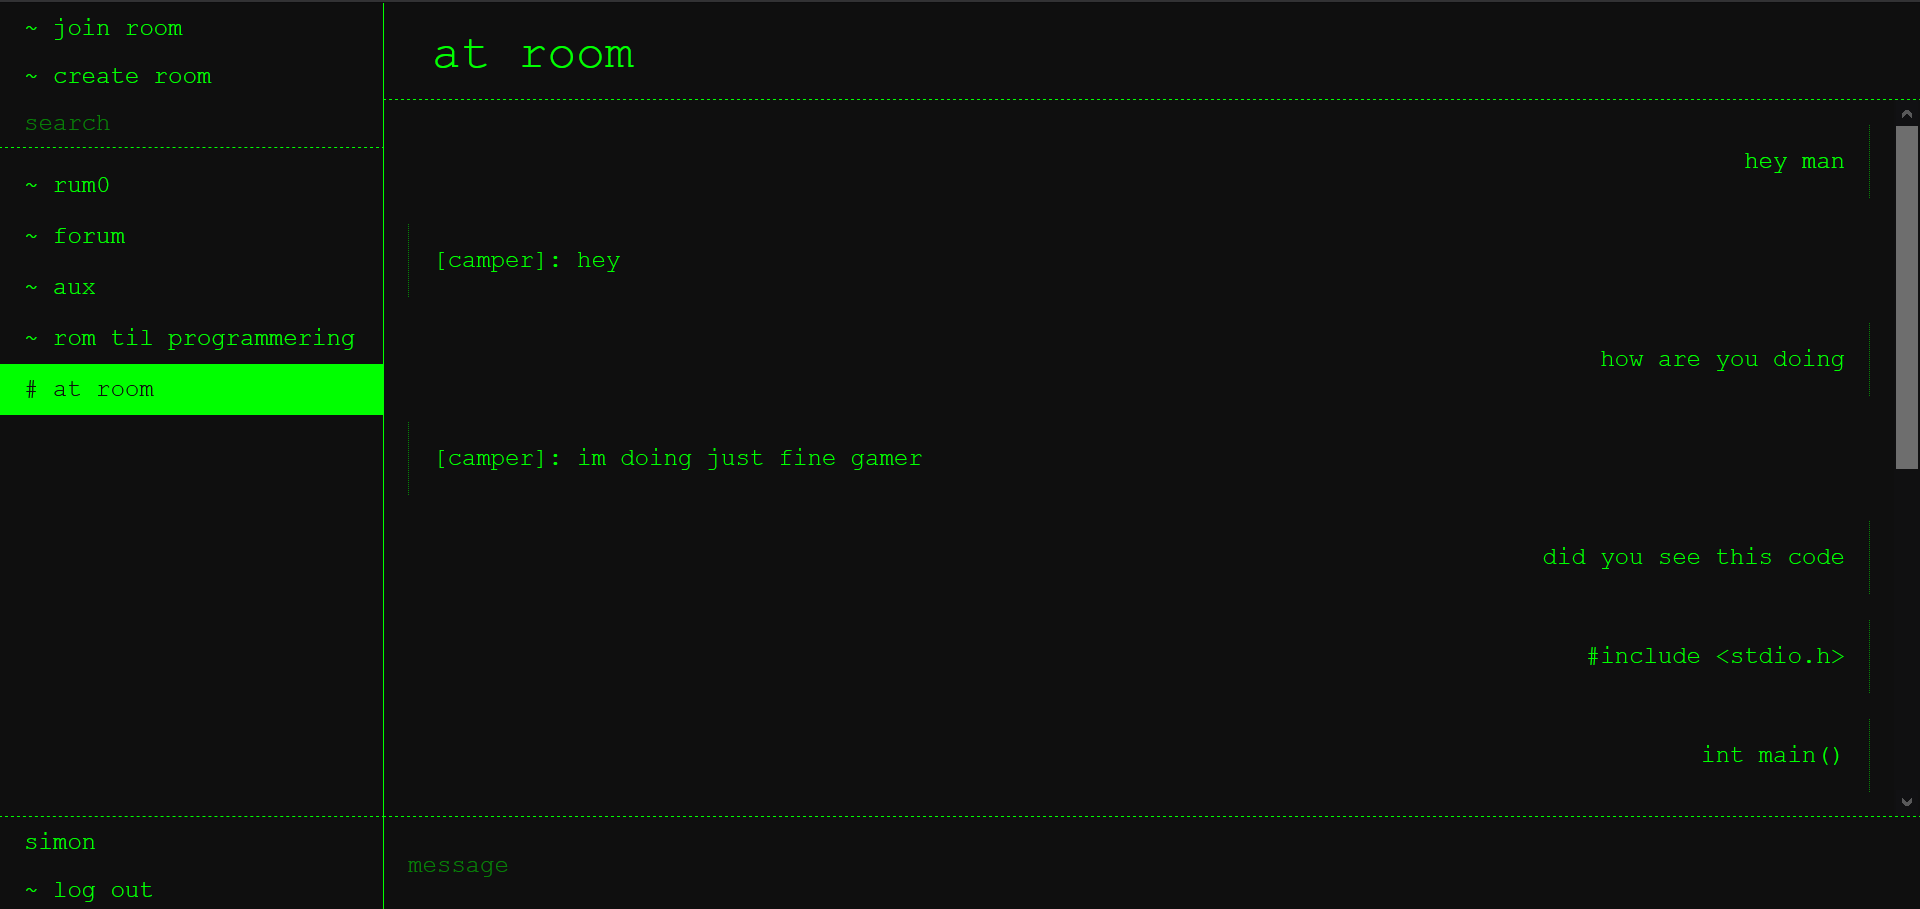 ~ join room
~ create room
search
~ rum0
~ forum
~ aux
~ rom til programmering
# at room
simon
~ log out
at room
hey man
[camper]: hey
how are you doing
[camper]: im doing just fine gamer
did you see this code
#include <stdio.h>
int main()
message